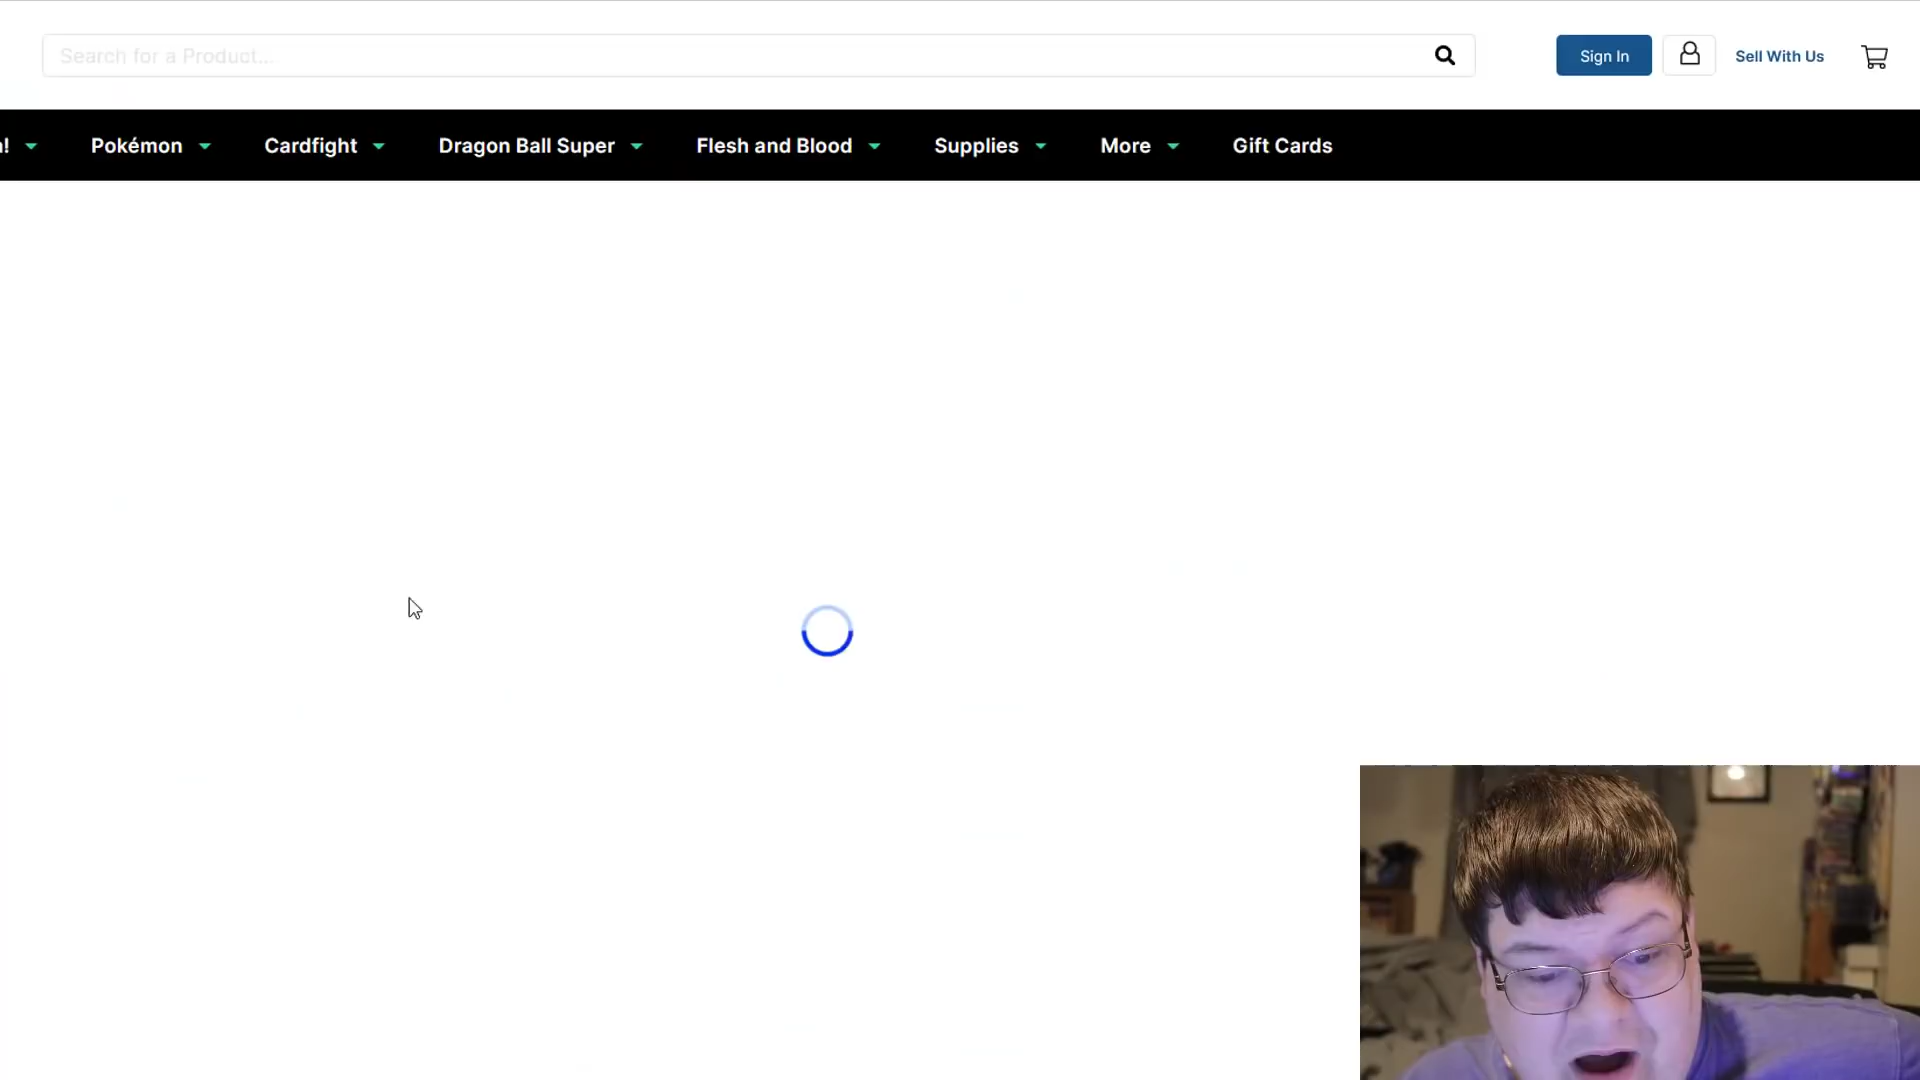 Search for a Product...
Sign In
Sell With Us
! Pokémon Cardfight Dragon Ball Super Flesh and Blood Supplies More Gift Cards